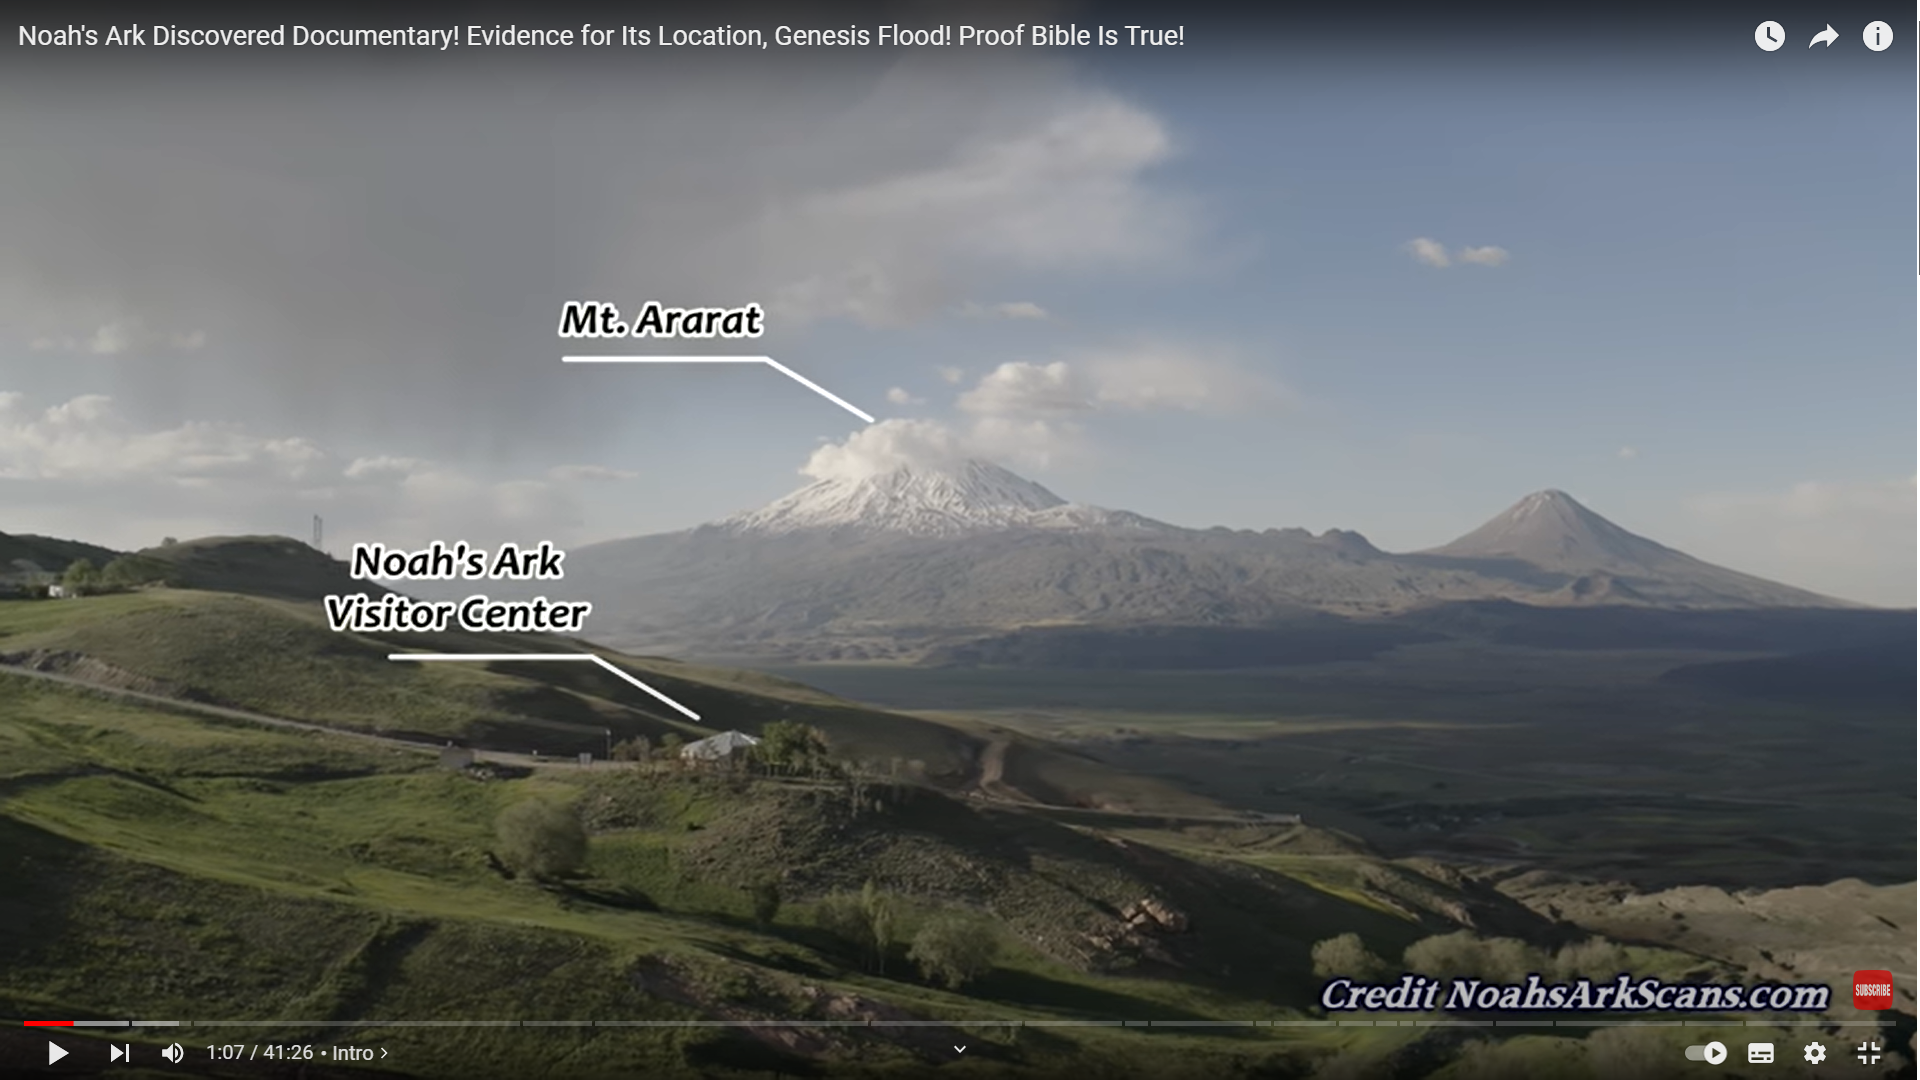 Noah's Ark Discovered Documentary! Evidence for Its Location, Genesis Flood! Proof Bible Is True!
Mt. Ararat
Noah's Ark
Visitor Center
Credit NoahsArkScans.com
SUBSCRIBE
1:07 / 41:26 • Intro